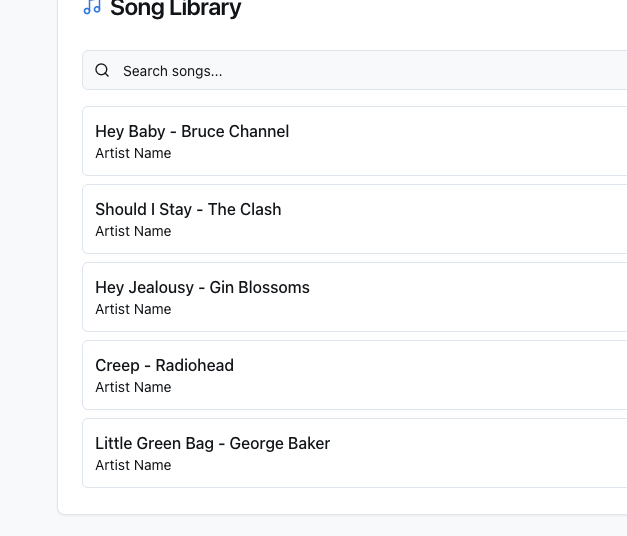 Song Library
Search songs...
Hey Baby - Bruce Channel
Artist Name
Should I Stay - The Clash
Artist Name
Hey Jealousy - Gin Blossoms
Artist Name
Creep - Radiohead
Artist Name
Little Green Bag - George Baker
Artist Name